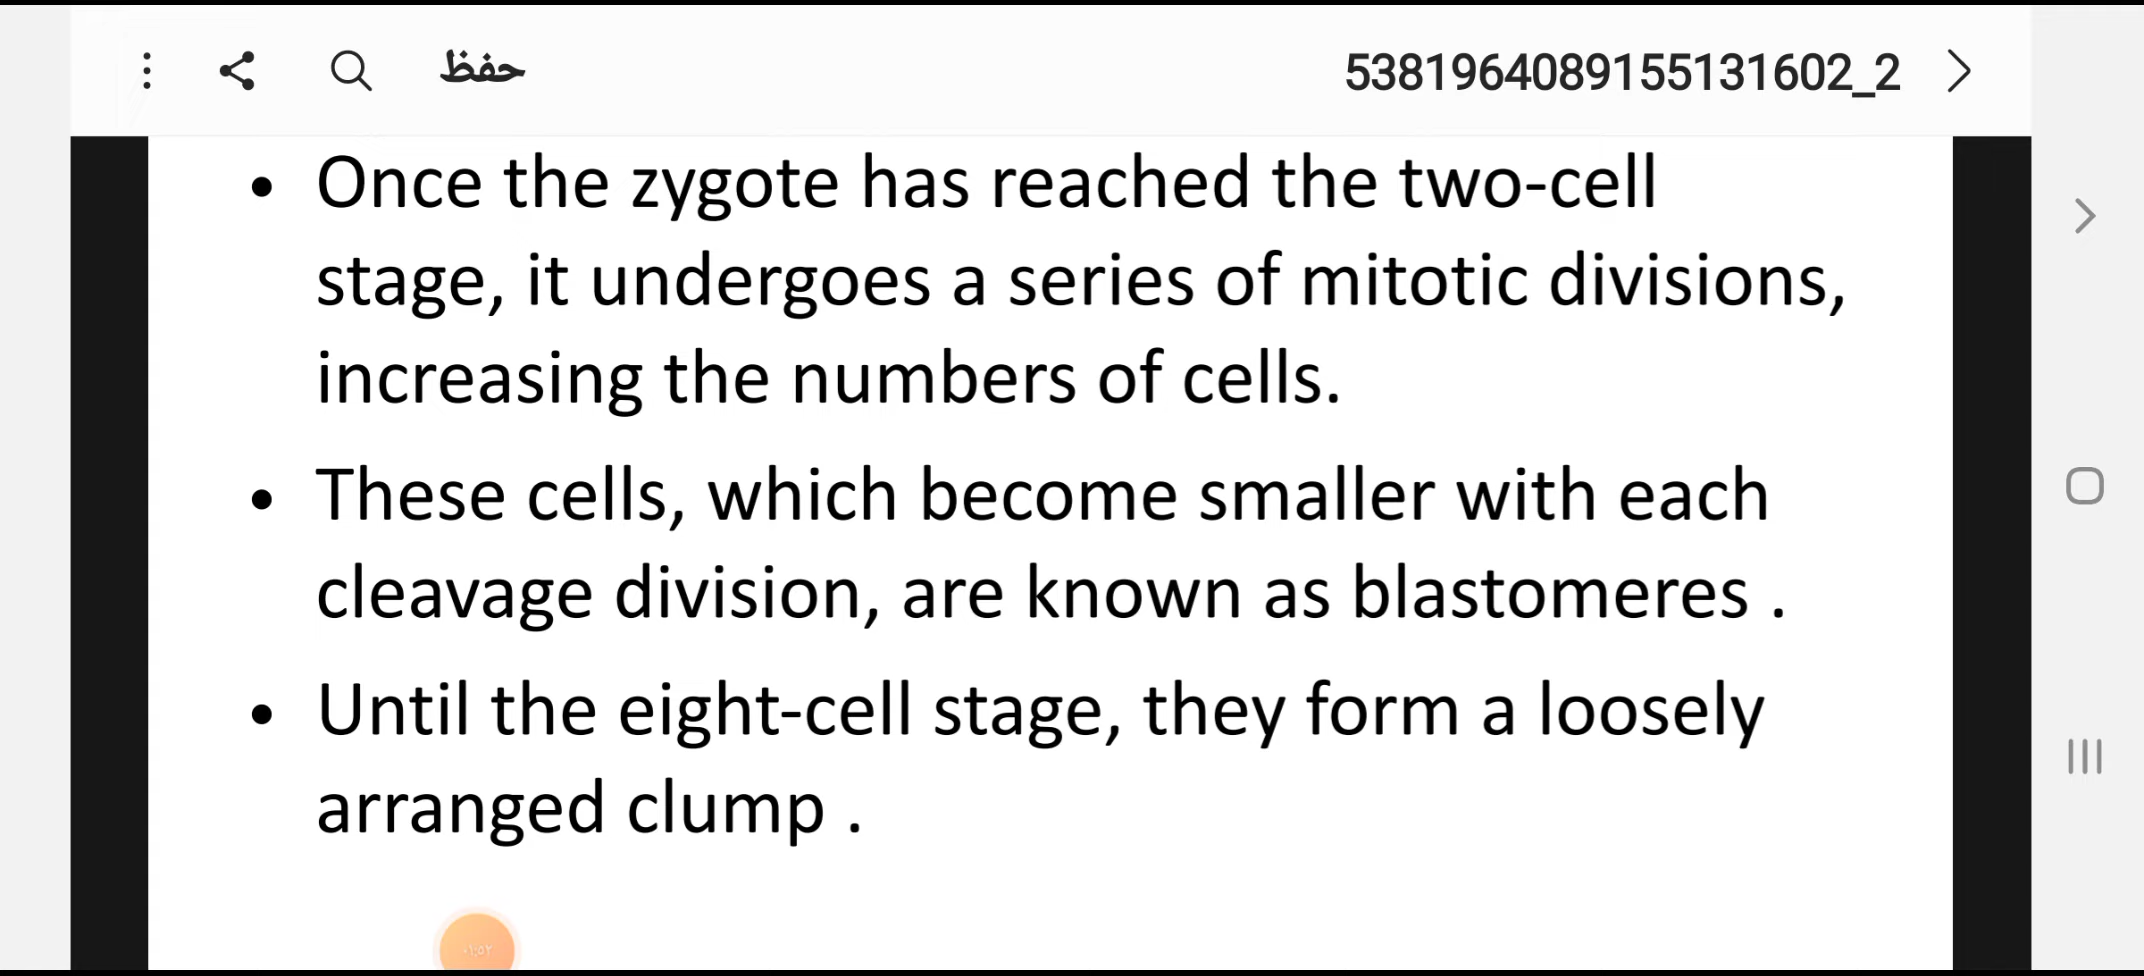 حفظ
5381964089155131602_2
• Once the zygote has reached the two-cell
stage, it undergoes a series of mitotic divisions,
increasing the numbers of cells.
• These cells, which become smaller with each
cleavage division, are known as blastomeres .
• Until the eight-cell stage, they form a loosely
arranged clump .